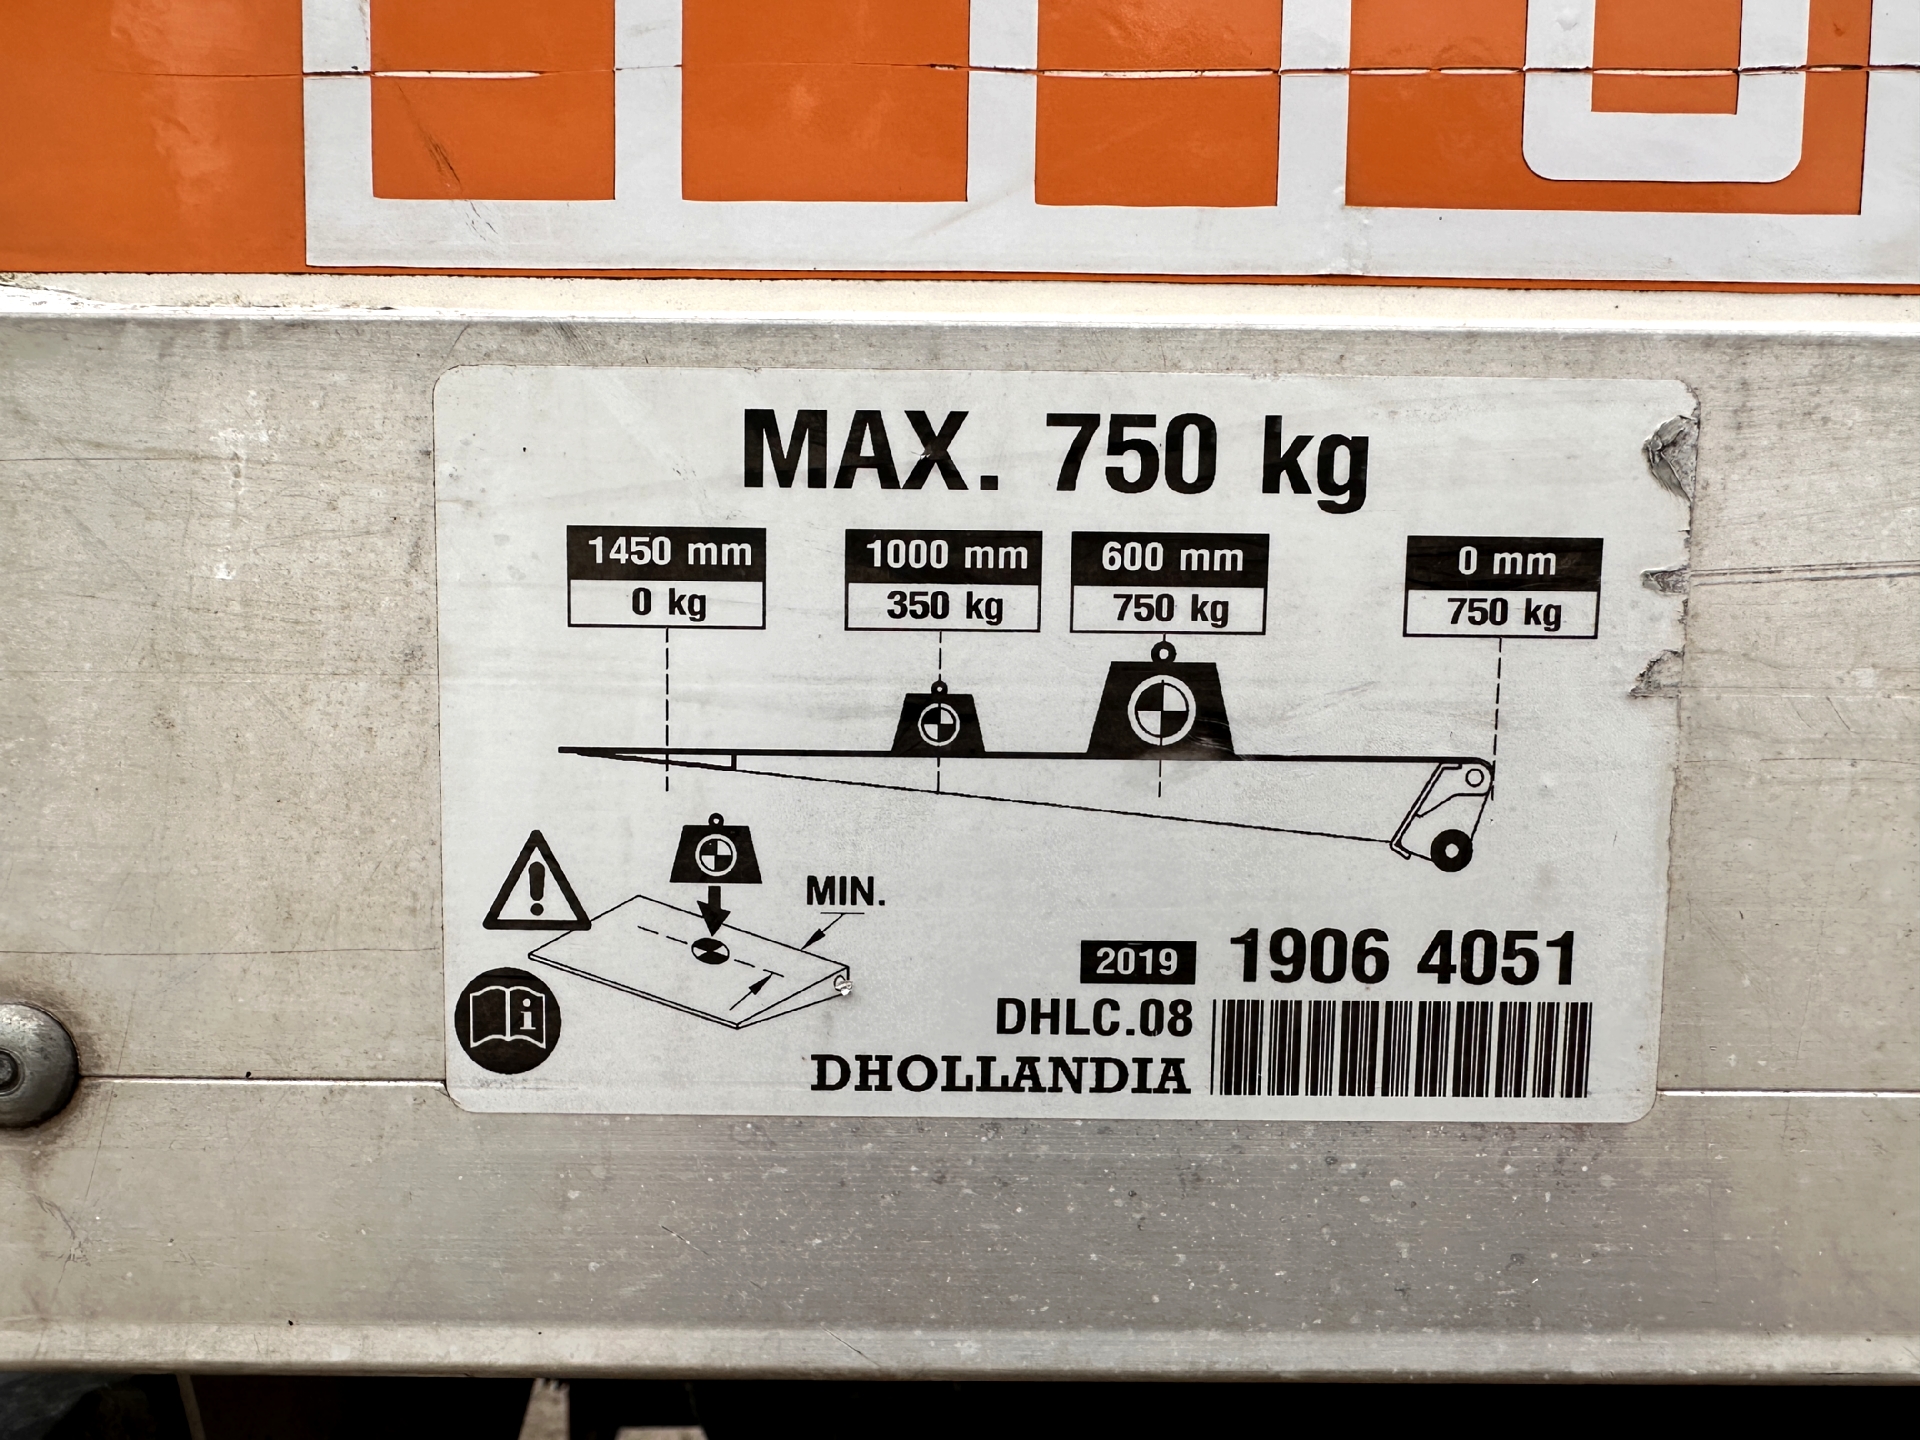 MAX. 750 kg
1450 mm 1000 mm 600 mm 0 mm
0 kg 350 kg 750 kg 750 kg
MIN.
2019 1906 4051
DHLC.08
DHOLLANDIA